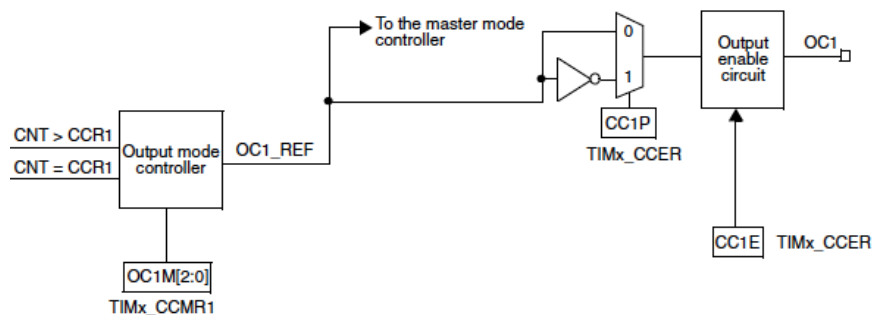 To the master mode
controller
0
1
Output
enable
circuit
OC1
CC1P
TIMx_CCER
CNT > CCR1
CNT = CCR1
Output mode
controller
OC1_REF
CC1E
TIMx_CCER
OC1M[2:0]
TIMx_CCMR1